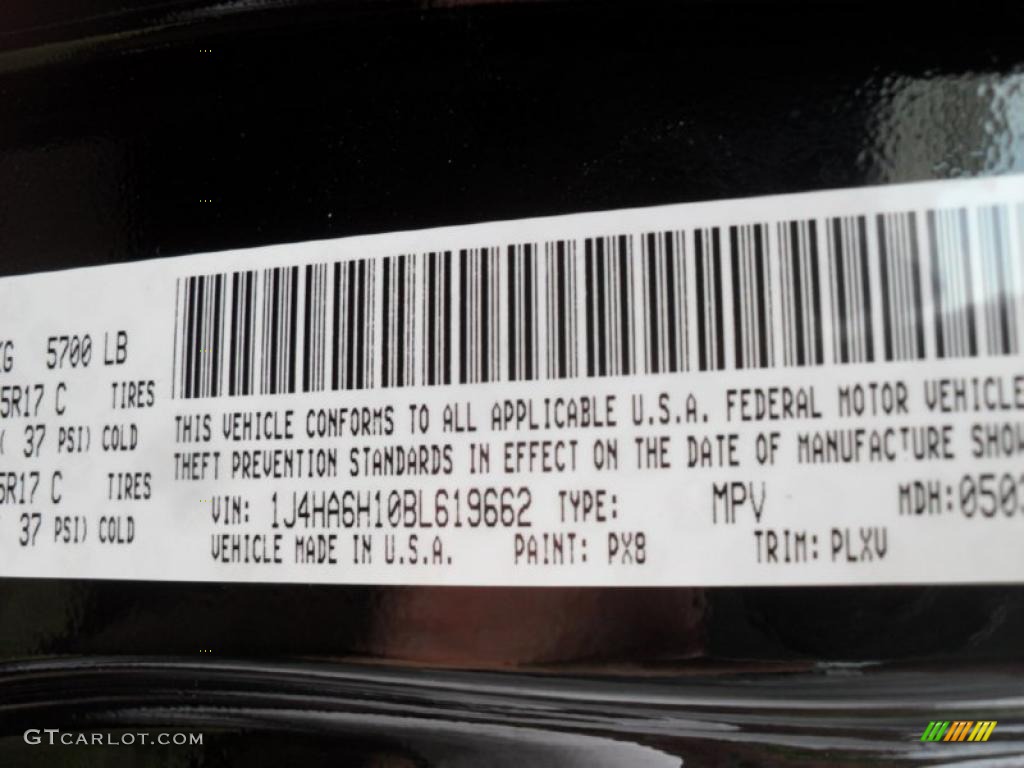 KG 5700 LB
5R17 C TIRES
( 37 PSI) COLD
5R17 C TIRES
( 37 PSI) COLD
THIS VEHICLE CONFORMS TO ALL APPLICABLE U.S.A. FEDERAL MOTOR VEHICLE
THEFT PREVENTION STANDARDS IN EFFECT ON THE DATE OF MANUFACTURE SHOW
VIN: 1J4HA6H10BL619662 TYPE: MPV MDH:0503
VEHICLE MADE IN U.S.A. PAINT: PX8 TRIM: PLXV
GTCARLOT.COM